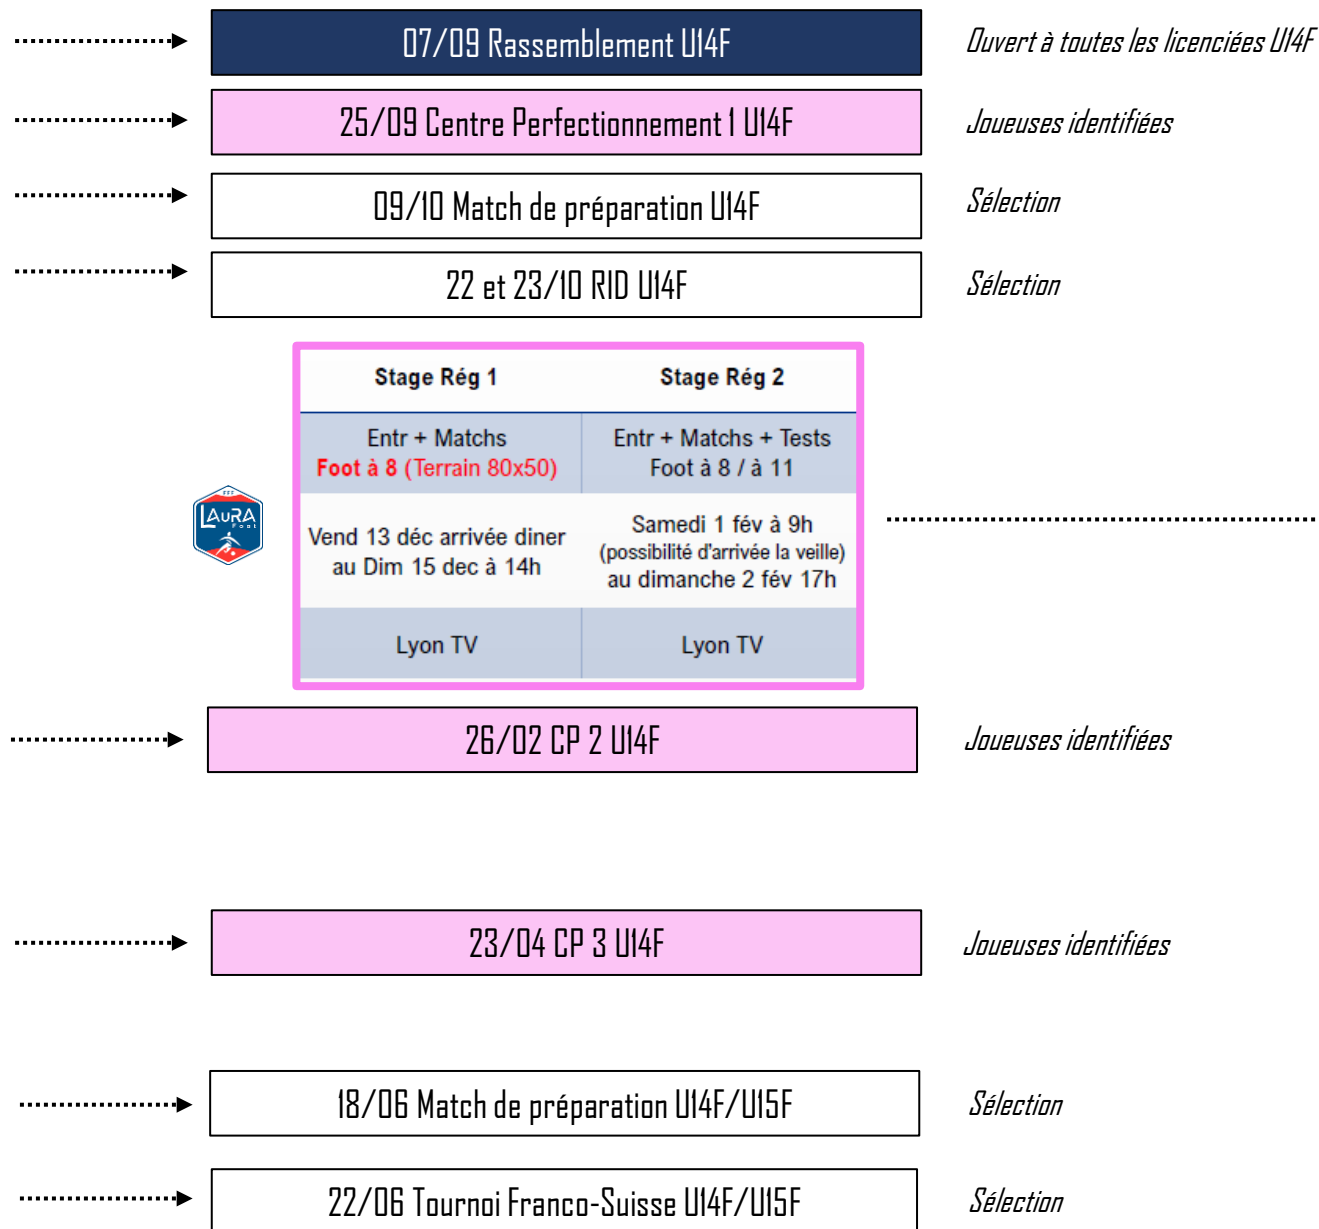 07/09 Rassemblement U14F
Ouvert à toutes les licenciées U14F
25/09 Centre Perfectionnement 1 U14F
Joueuses identifiées
09/10 Match de préparation U14F
Sélection
22 et 23/10 RID U14F
Sélection
Stage Rég 1
Stage Rég 2
Entr + Matchs
Foot à 8 (Terrain 80x50)
Entr + Matchs + Tests
Foot à 8 / à 11
FFF
LAuRA
Foot
Vend 13 déc arrivée diner
au Dim 15 dec à 14h
Samedi 1 fév à 9h
(possibilité d'arrivée la veille)
au dimanche 2 fév 17h
Lyon TV
Lyon TV
26/02 CP 2 U14F
Joueuses identifiées
23/04 CP 3 U14F
Joueuses identifiées
18/06 Match de préparation U14F/U15F
Sélection
22/06 Tournoi Franco-Suisse U14F/U15F
Sélection